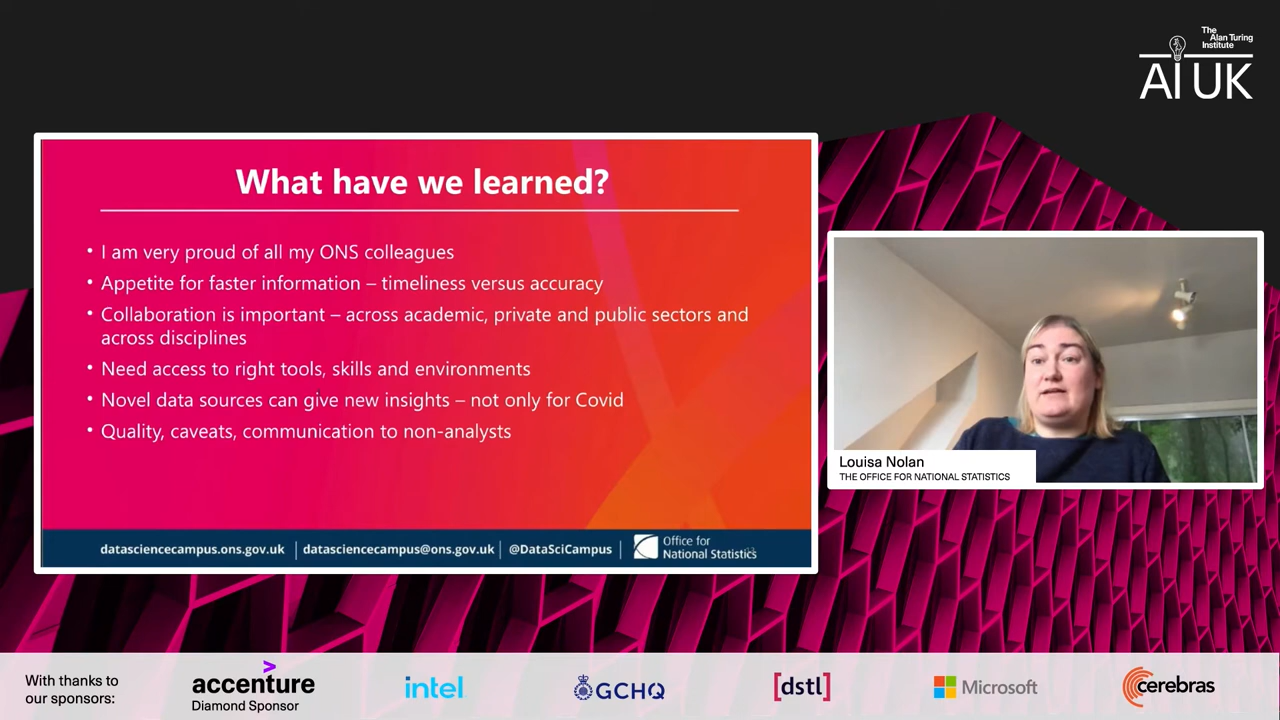 The
Alan Turing
Institute
AI UK
What have we learned?
• I am very proud of all my ONS colleagues
• Appetite for faster information – timeliness versus accuracy
• Collaboration is important – across academic, private and public sectors and
across disciplines
• Need access to right tools, skills and environments
• Novel data sources can give new insights – not only for Covid
• Quality, caveats, communication to non-analysts
datasciencecampus.ons.gov.uk | datasciencecampus@ons.gov.uk | @DataSciCampus |
Office for
National Statistics
Louisa Nolan
THE OFFICE FOR NATIONAL STATISTICS
With thanks to
our sponsors:
accenture
Diamond Sponsor
intel
GCHQ
[dstl]
Microsoft
cerebras